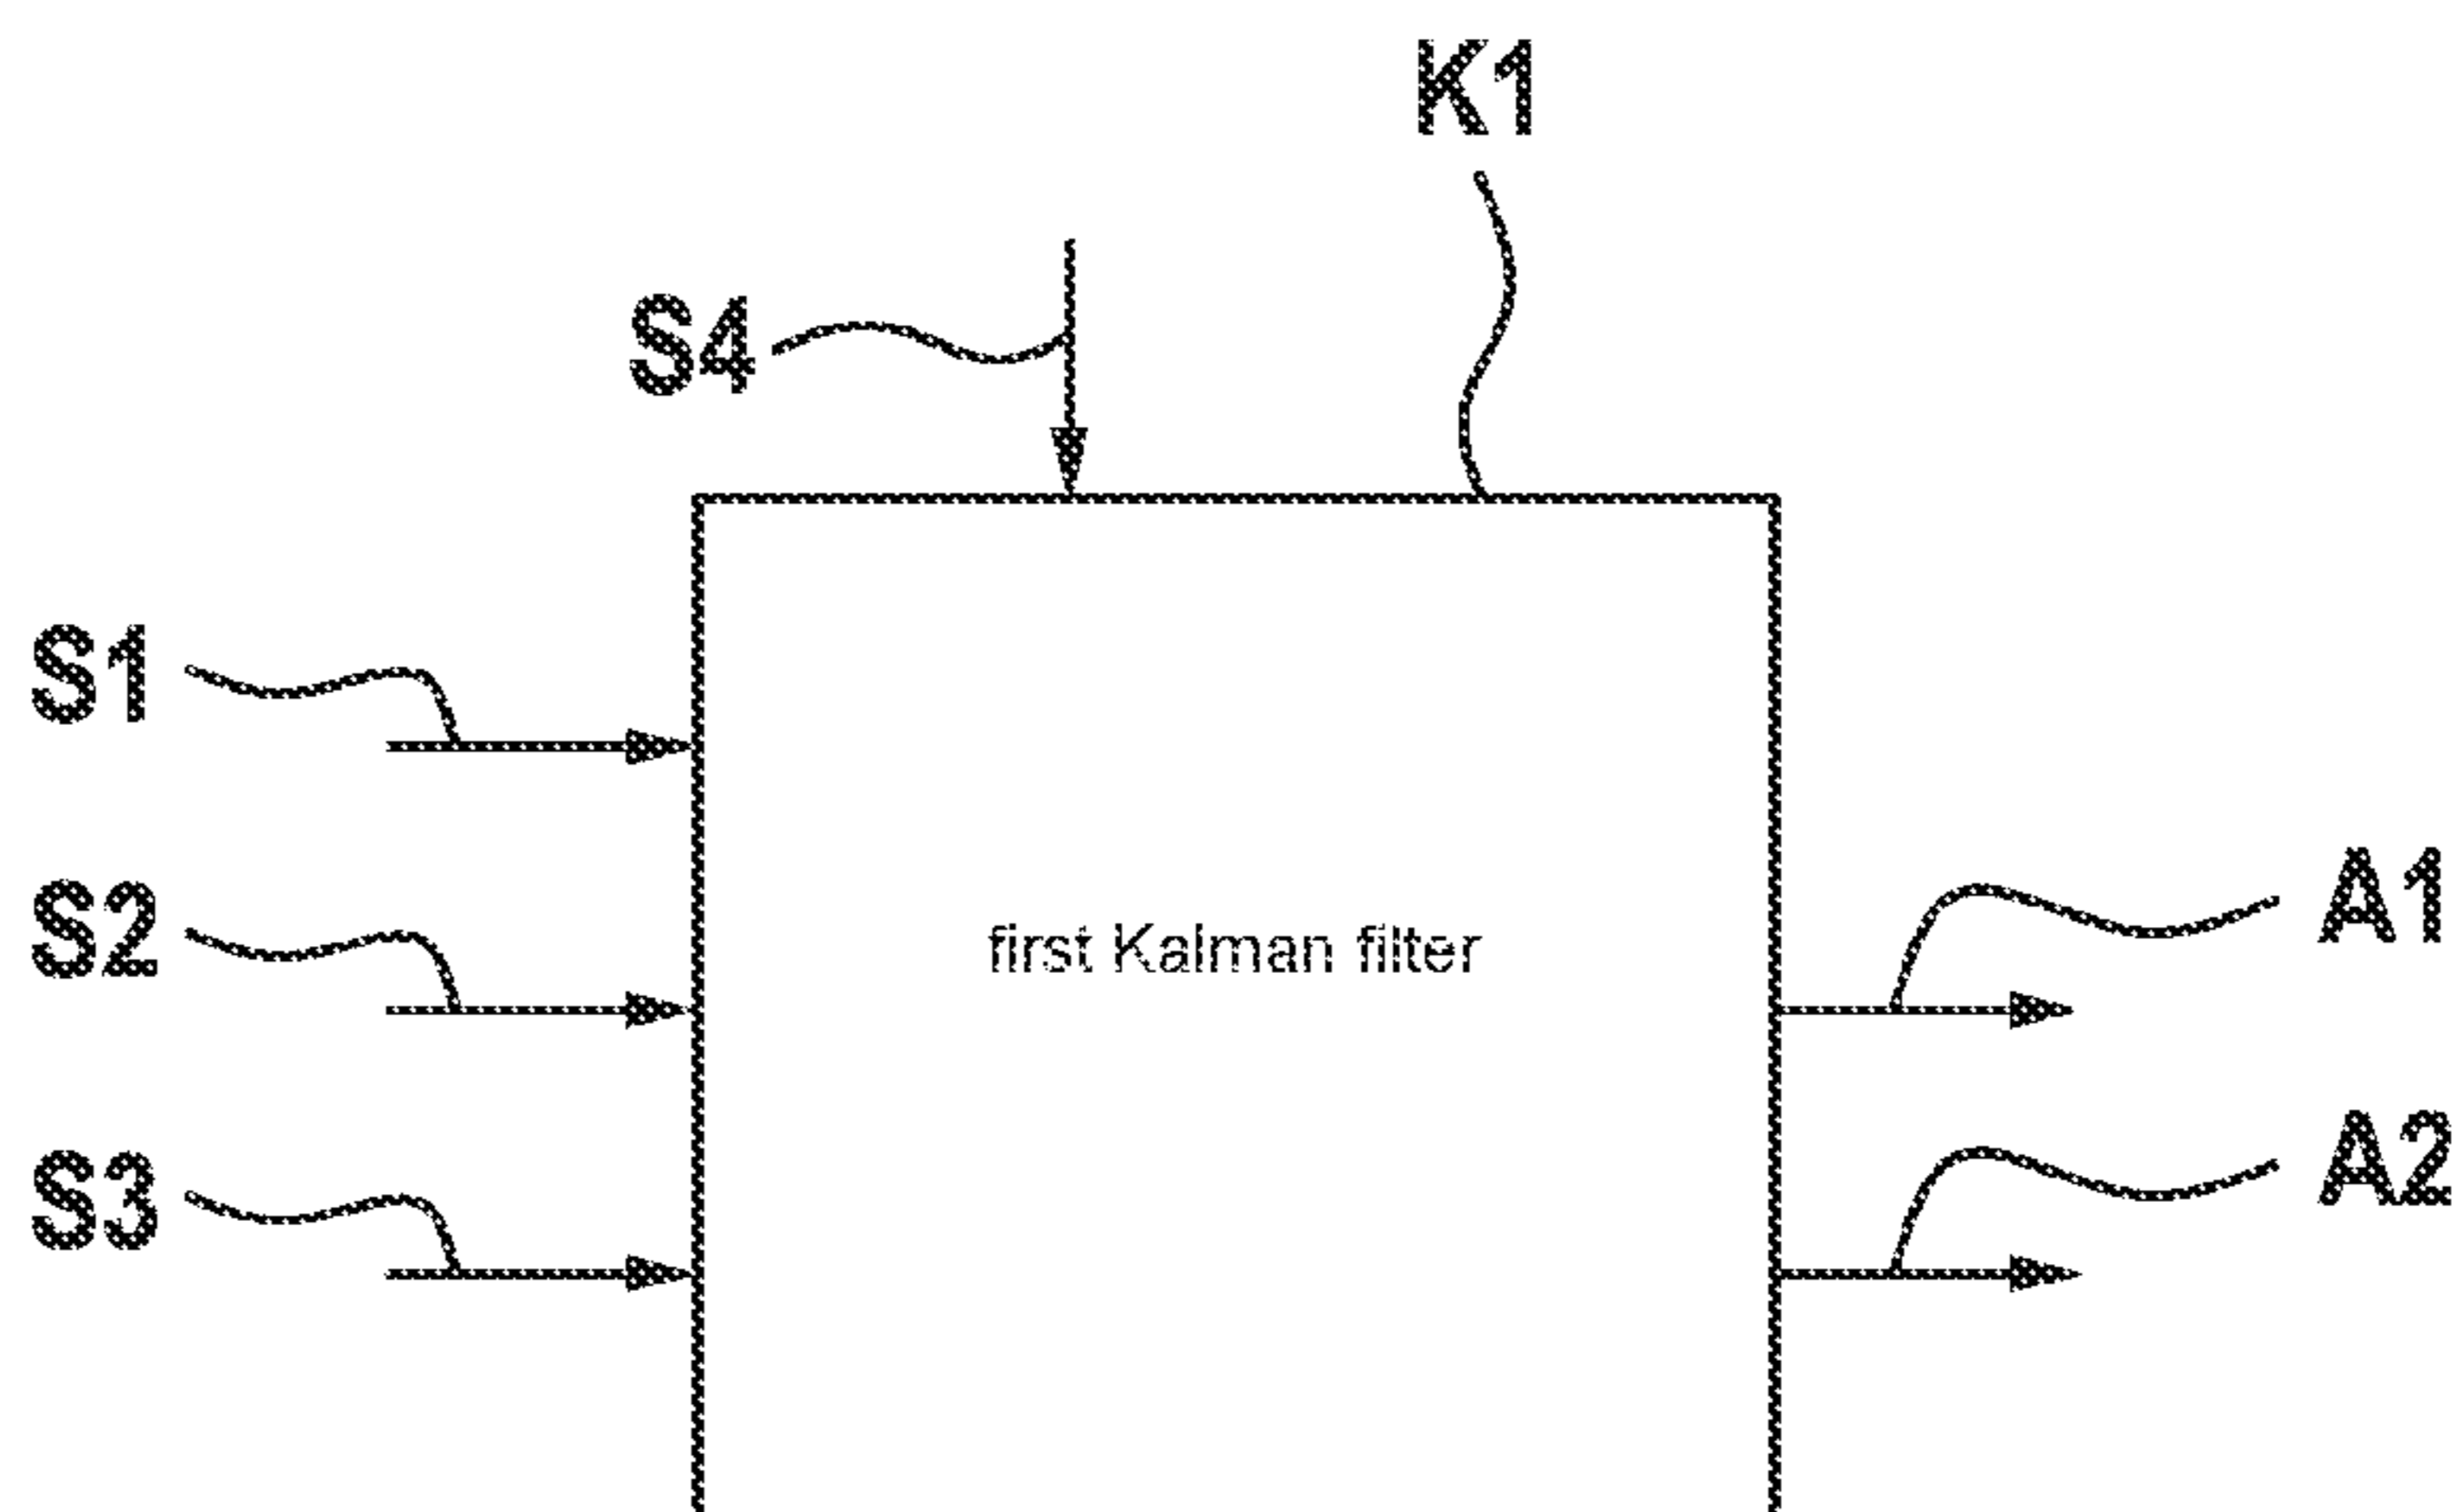 K1
S4
S1
S2
first Kalman filter
A1
S3
A2